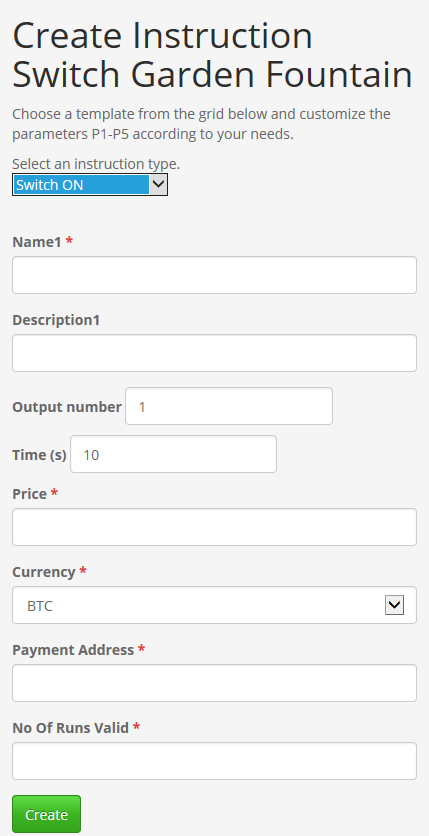 Create Instruction
Switch Garden Fountain
Choose a template from the grid below and customize the
parameters P1-P5 according to your needs.
Select an instruction type.
Switch ON
Name1 *
Description1
Output number 1
Time (s) 10
Price *
Currency *
BTC
Payment Address *
No Of Runs Valid *
Create